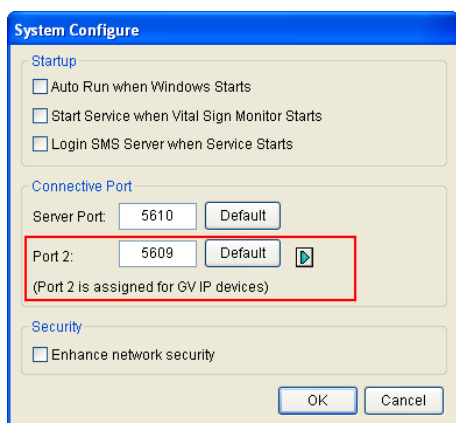 System Configure
Startup
Auto Run when Windows Starts
Start Service when Vital Sign Monitor Starts
Login SMS Server when Service Starts
Connective Port
Server Port: 5610 Default
Port 2: 5609 Default
(Port 2 is assigned for GV IP devices)
Security
Enhance network security
OK Cancel